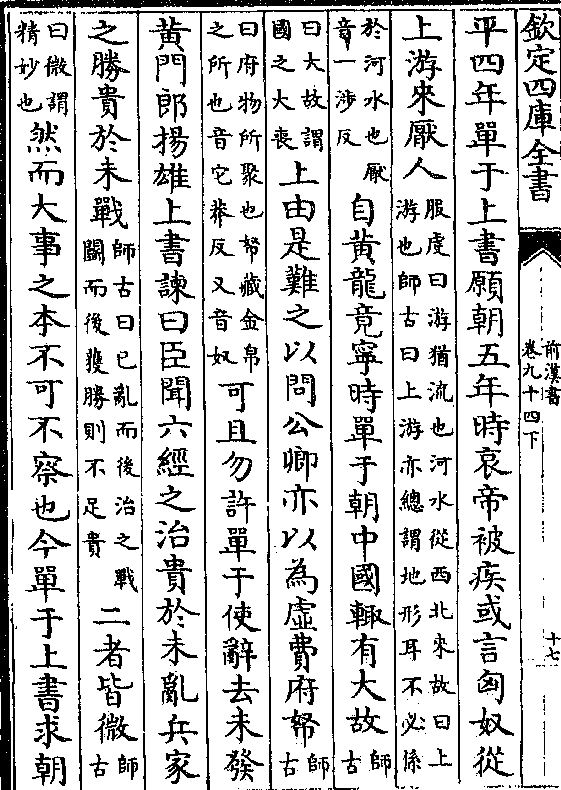 欽定四庫全書
前漢書
卷九十四下
十七
平四年單于上書願朝五年時哀帝被疾或言匈奴從
上游來厭人服虔曰游猶流也河水從西北來故曰上游也師古曰上游亦總謂地形耳不必係
於河水也厭音一涉反自黄龍竟寧時單于朝中國輙有大故師古
曰大故謂國之大喪上由是難之以問公卿亦以為虛費府帑師古
曰府物所聚也帑藏金帛之所也音它莽反又音奴可且勿許單于使辭去未發
黄門郎揚雄上書諫曰臣聞六經之治貴於未亂兵家
之勝貴於未戰師古曰已亂而後治之戰鬭而後獲勝則不足貴二者皆微師古
曰微謂精妙也然而大事之本不可不察也今單于上書求朝